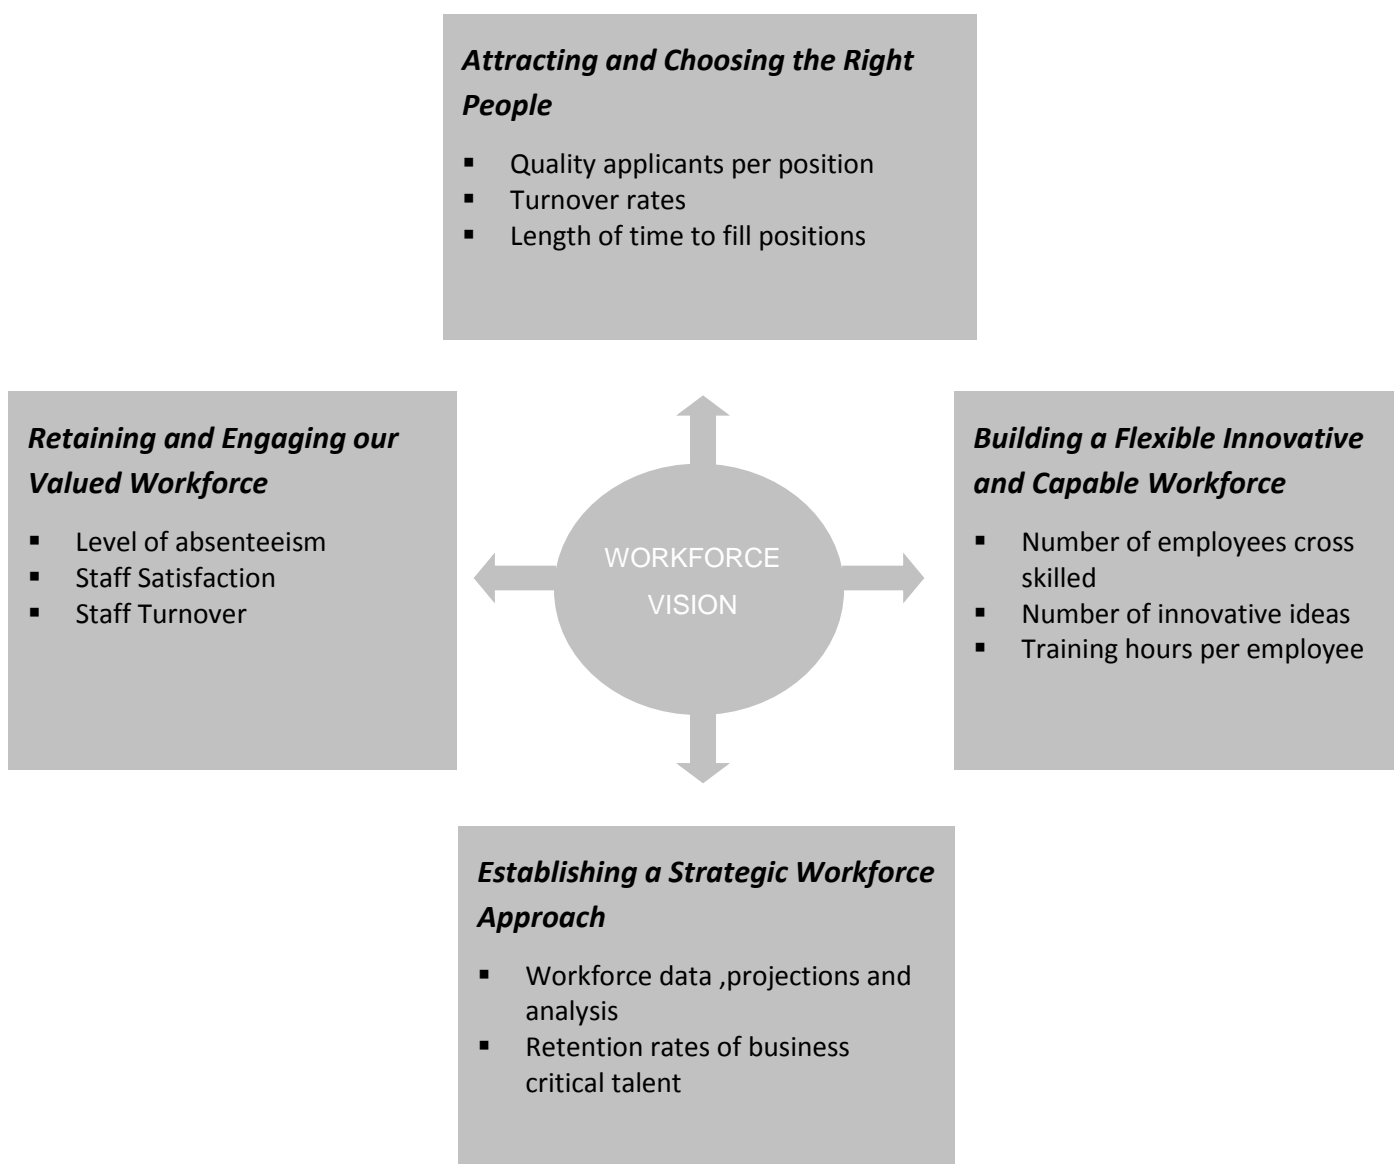 Attracting and Choosing the Right
People
▪ Quality applicants per position
▪ Turnover rates
▪ Length of time to fill positions
Retaining and Engaging our
Valued Workforce
▪ Level of absenteeism
▪ Staff Satisfaction
▪ Staff Turnover
WORKFORCE
VISION
Building a Flexible Innovative
and Capable Workforce
▪ Number of employees cross
skilled
▪ Number of innovative ideas
▪ Training hours per employee
Establishing a Strategic Workforce
Approach
▪ Workforce data ,projections and
analysis
▪ Retention rates of business
critical talent